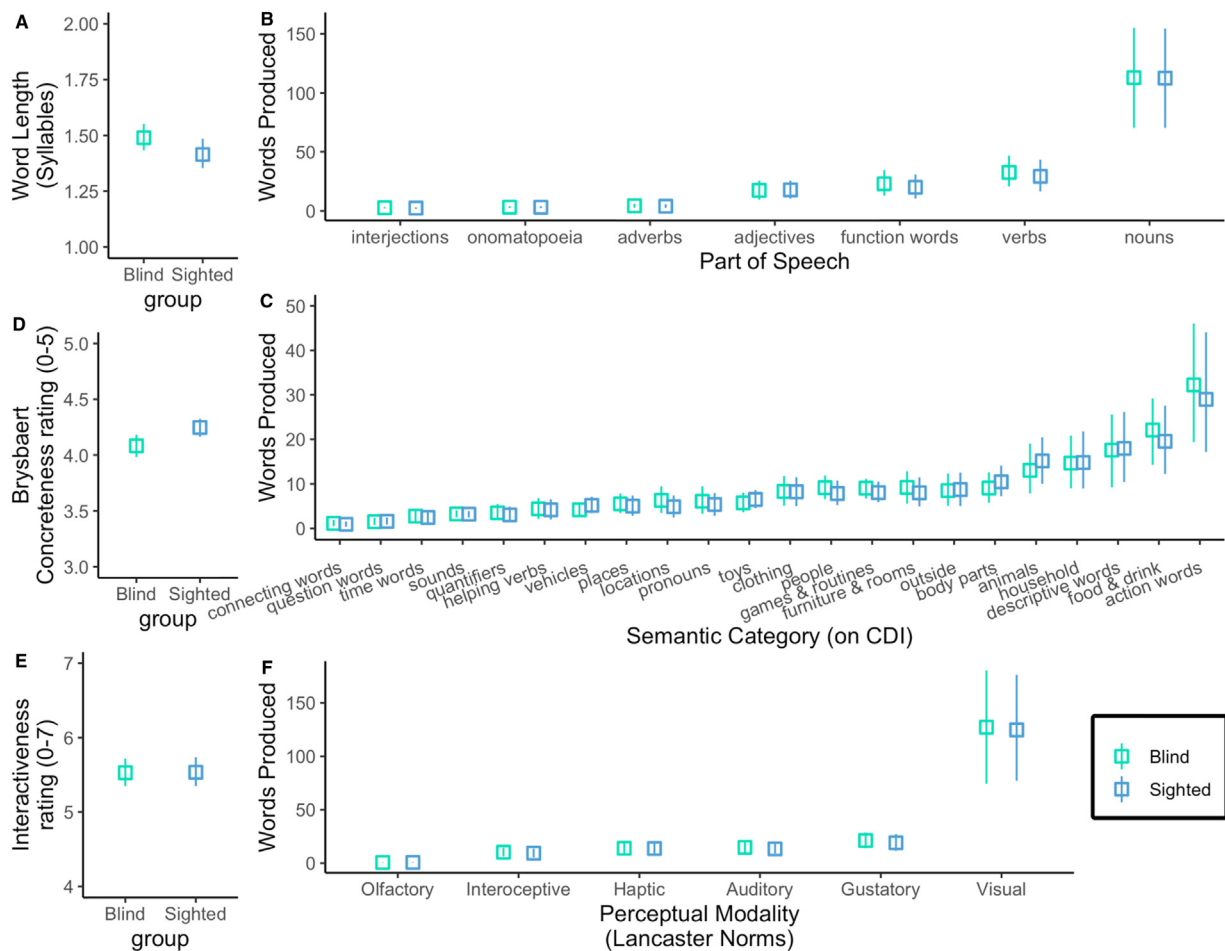 A
Word Length
(Syllables)
2.00
1.75
1.50
1.25
1.00
Blind Sighted
group
B
Words Produced
150
100
50
0
interjections onomatopoeia adverbs adjectives function words verbs nouns
Part of Speech
C
Words Produced
50
40
30
20
10
0
connecting words question words time words sounds quantifiers helping verbs vehicles places locations pronouns toys clothing people games & routines furniture & rooms outside body parts animals household descriptive words food & drink action words
Semantic Category (on CDI)
D
Brysbaert
Concreteness rating (0-5)
5.0
4.5
4.0
3.5
3.0
Blind Sighted
group
E
Interactiveness
rating (0-7)
7
6
5
4
Blind Sighted
group
F
Words Produced
150
100
50
0
Olfactory Interoceptive Haptic Auditory Gustatory Visual
Perceptual Modality
(Lancaster Norms)
Blind
Sighted